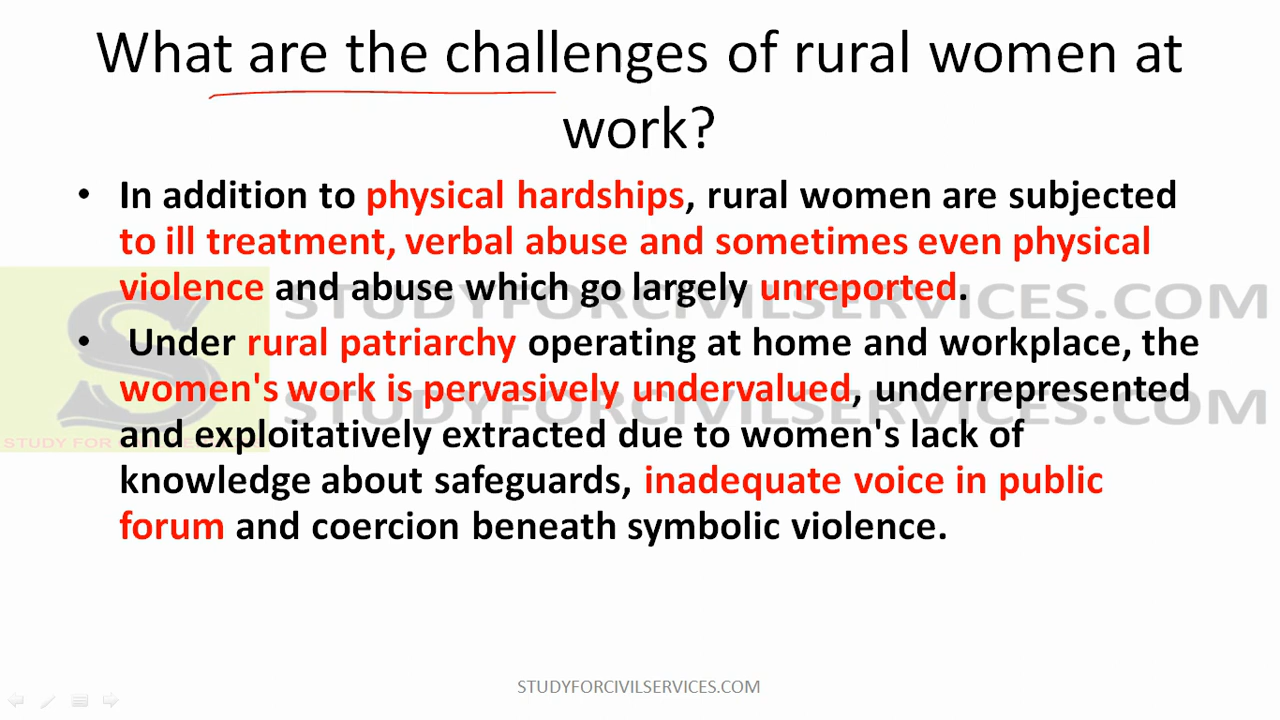 What are the challenges of rural women at
work?
• In addition to physical hardships, rural women are subjected
to ill treatment, verbal abuse and sometimes even physical
violence and abuse which go largely unreported.
STUDYFORCIVILSERVICES.COM
• Under rural patriarchy operating at home and workplace, the
women's work is pervasively undervalued, underrepresented
STUDYFORCIVILSERVICES.COM
and exploitatively extracted due to women's lack of
STUDY FOR
knowledge about safeguards, inadequate voice in public
forum and coercion beneath symbolic violence.
STUDYFORCIVILSERVICES.COM